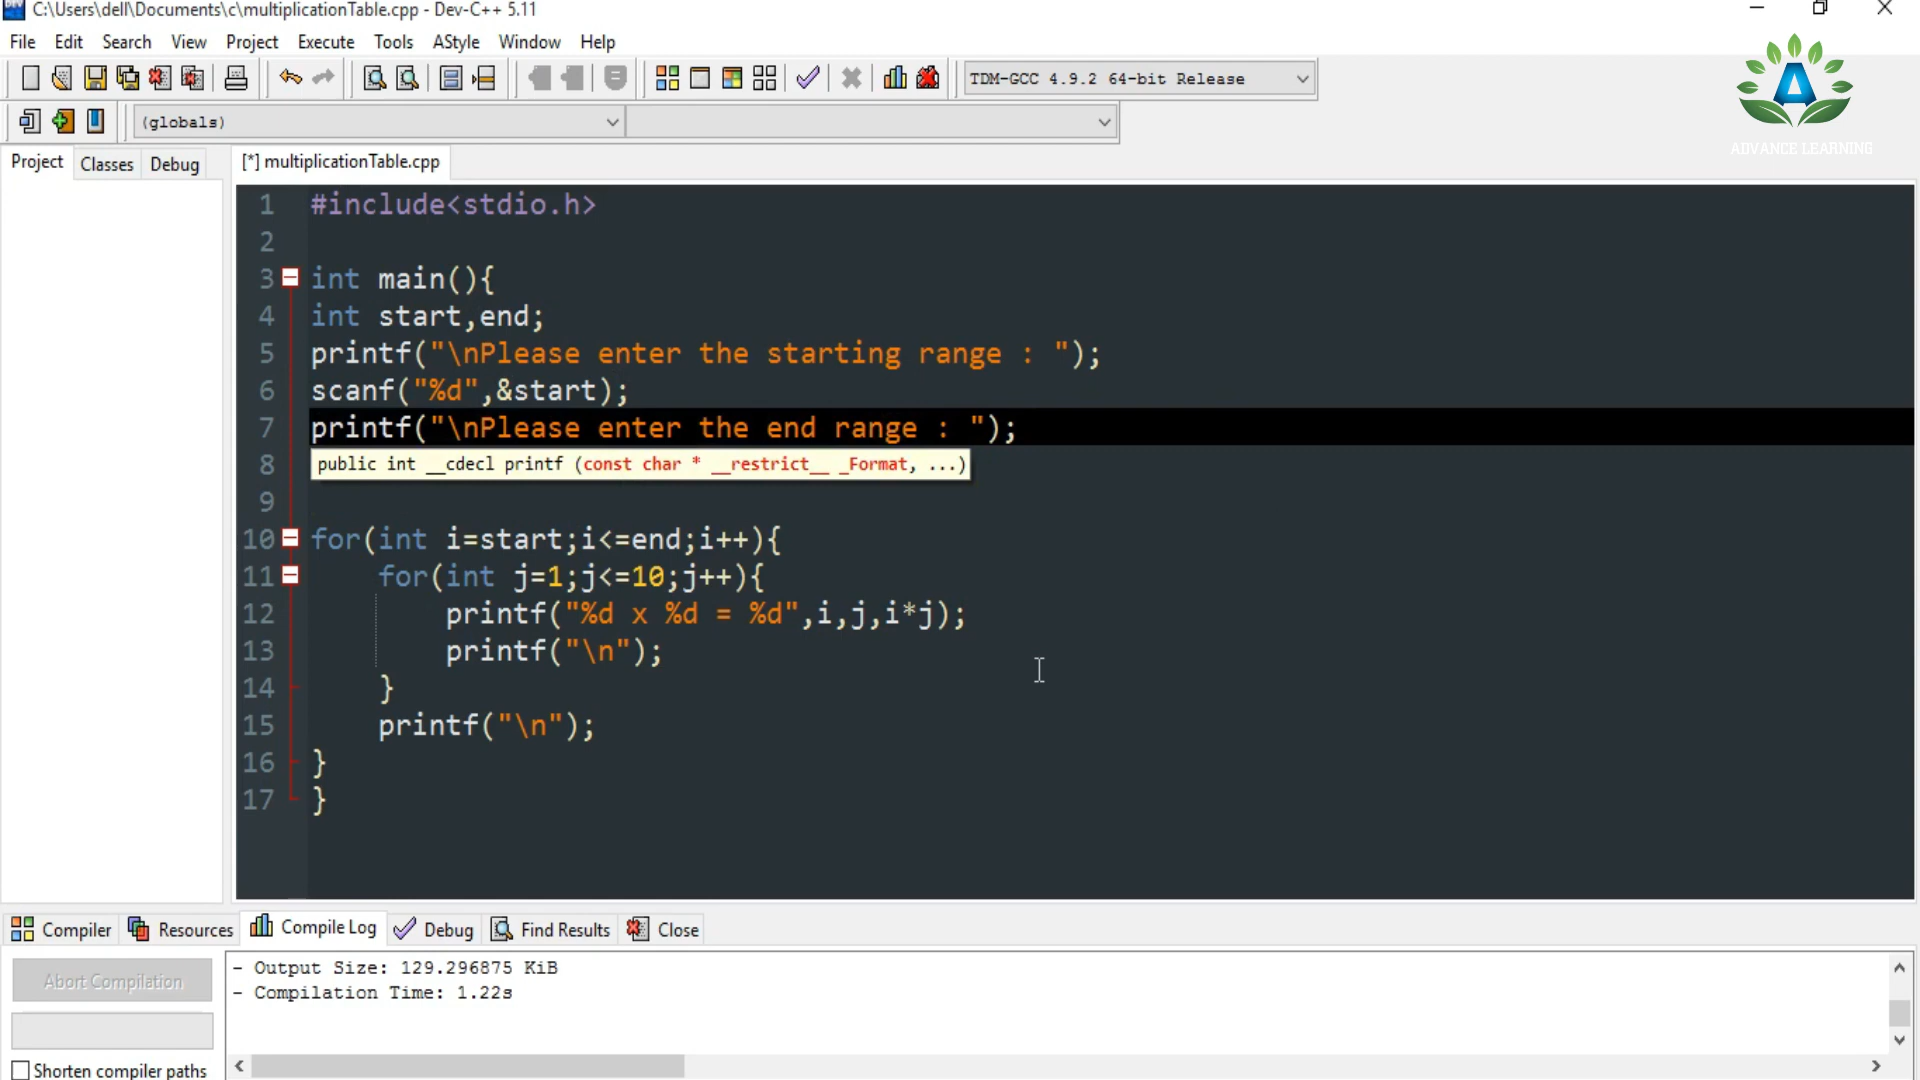 C:\Users\dell\Documents\c\multiplicationTable.cpp - Dev-C++ 5.11
File Edit Search View Project Execute Tools AStyle Window Help
TDM-GCC 4.9.2 64-bit Release
(globals)
ADVANCE LEARNING
Project Classes Debug
[*] multiplicationTable.cpp
1 #include<stdio.h>
2
3 int main(){
4 int start,end;
5 printf("\nPlease enter the starting range : ");
6 scanf("%d",&start);
7 printf("\nPlease enter the end range : ");
8 public int __cdecl printf (const char * __restrict__ _Format, ...)
9
10 for(int i=start;i<=end;i++){
11 for(int j=1;j<=10;j++){
12 printf("%d x %d = %d",i,j,i*j);
13 printf("\n");
14 }
15 printf("\n");
16 }
17 }
Compiler Resources Compile Log Debug Find Results Close
Abort Compilation
- Output Size: 129.296875 KiB
- Compilation Time: 1.22s
Shorten compiler paths